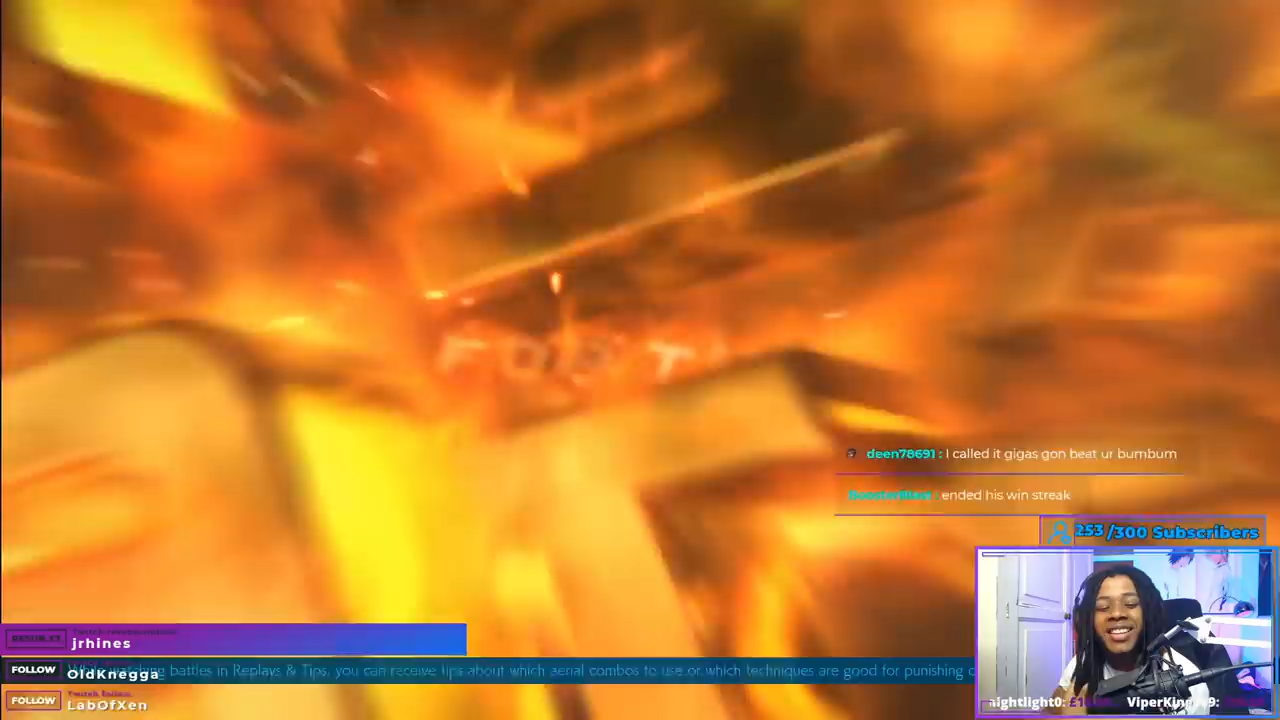 deen78691 : I called it gigas gon beat ur bumbum
ended his win streak
253 /300 Subscribers
jrhines
FOLLOW
OldKnegga
battles in Replays & Tips, you can receive tips about which aerial combos to use or which techniques are good for punishing
FOLLOW
Twitch follow
LabOfXen